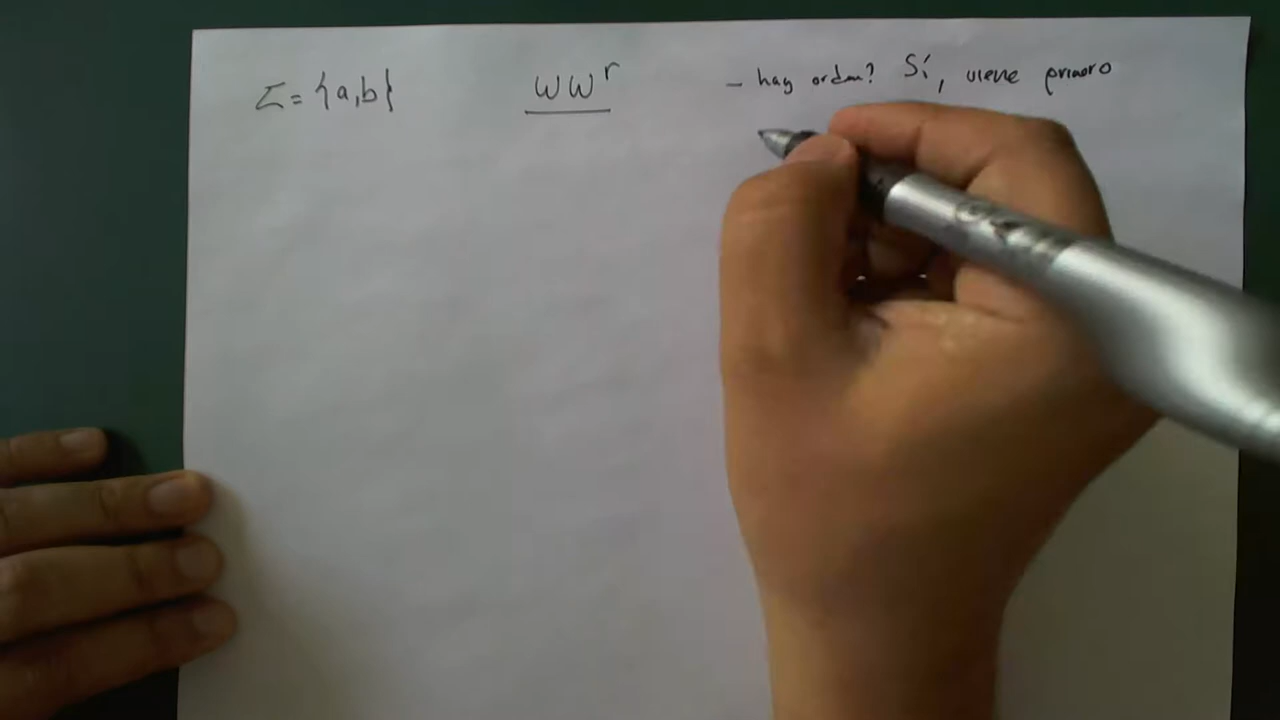 Σ = {a,b} ww^r - hay orden? Sí, viene primero